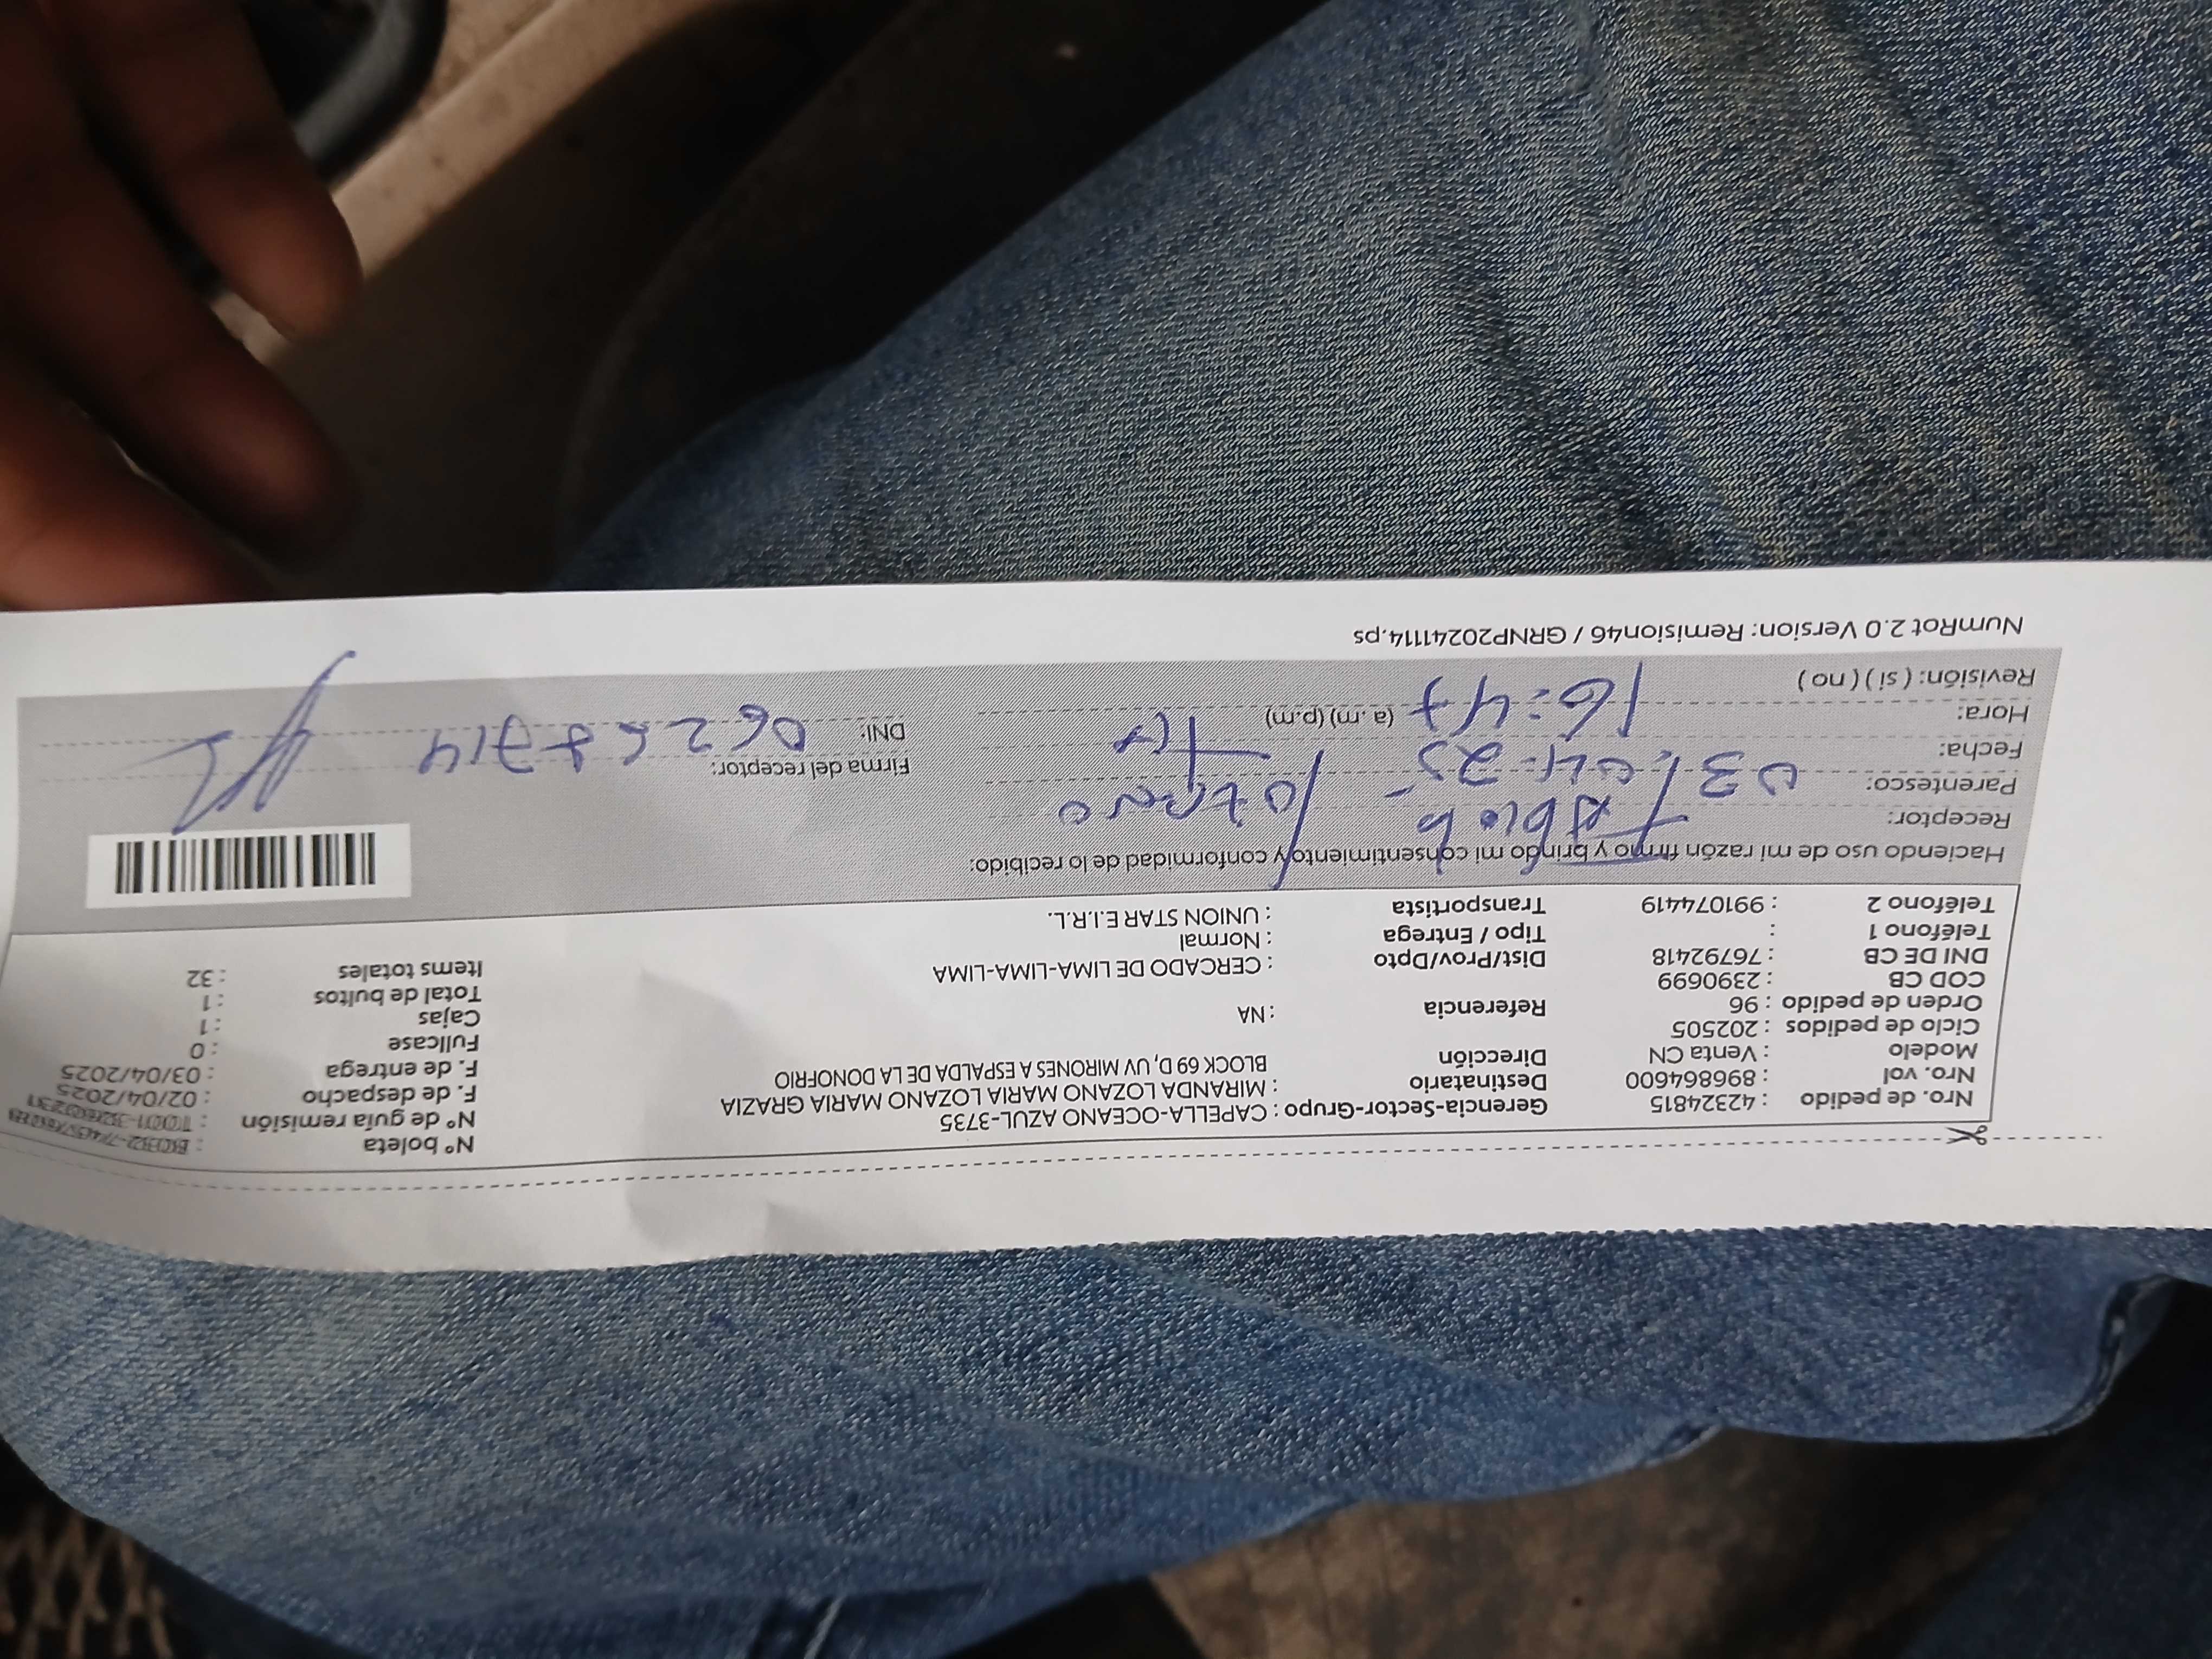 Nro. de pedido : 42324815 Gerencia-Sector-Grupo : CAPELLA-OCEANO AZUL-3735 N° boleta
Nro. vol : 896864600 Destinatario : MIRANDA LOZANO MARIA LOZANO MARIA GRAZIA N° de guía remisión
Modelo : Venta CN Dirección BLOCK 69 D, UV MIRONES A ESPALDA DE LA DONOFRIO F. de despacho : 02/04/2025
Ciclo de pedidos : 202505 F. de entrega : 03/04/2025
Orden de pedido : 96 Referencia : NA Fullcase : 0
COD CB : 2390699 Cajas : 1
DNI DE CB : 76792418 Dist/Prov/Dpto : CERCADO DE LIMA-LIMA-LIMA Total de bultos : 1
Teléfono 1 : Tipo / Entrega : Normal Items totales : 32
Teléfono 2 : 991074419 Transportista : UNION STAR E.I.R.L.
Haciendo uso de mi razón firmo y brindo mi consentimiento y conformidad de lo recibido:
Receptor: lozano
Parentesco:
Fecha: 03-04-25
Hora: 16:47 (a. m) (p.m)
Revisión: ( si ) ( no )
Firma del receptor:
DNI:
NumRot 2.0 Version: Remision46 / GRNP20241114.ps